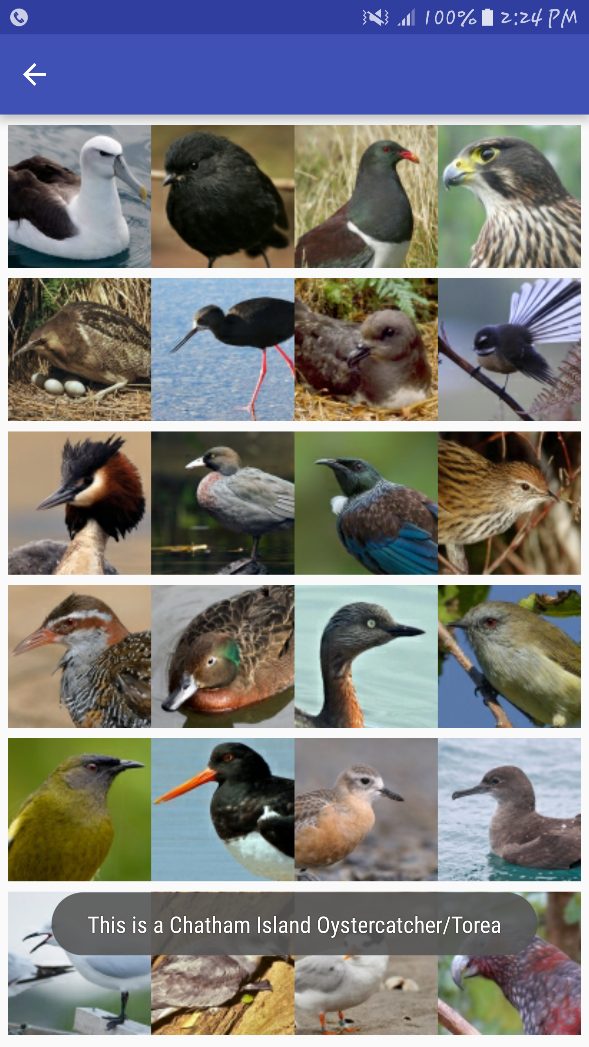 100% 2:24 PM
This is a Chatham Island Oystercatcher/Torea